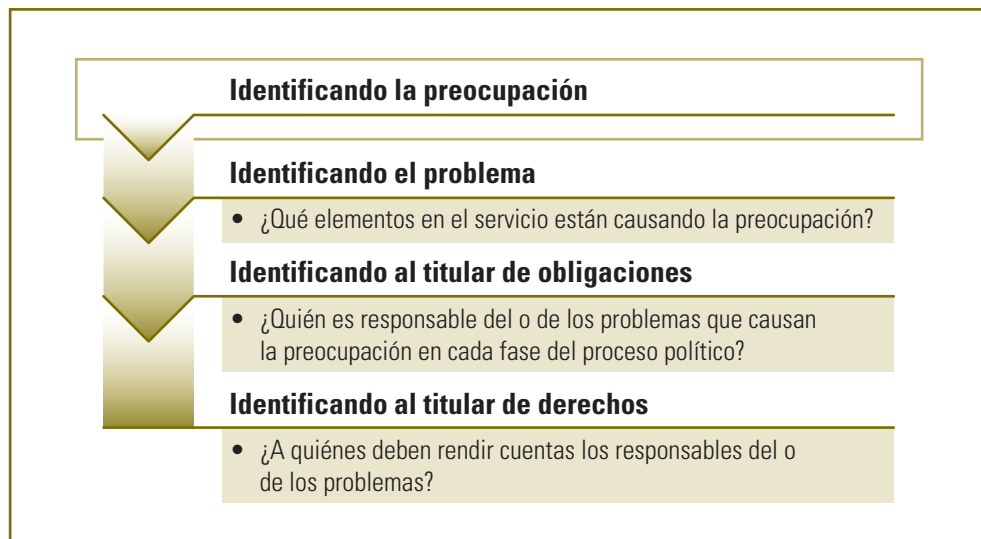 Identificando la preocupación
Identificando el problema
• ¿Qué elementos en el servicio están causando la preocupación?
Identificando al titular de obligaciones
• ¿Quién es responsable del o de los problemas que causan
la preocupación en cada fase del proceso político?
Identificando al titular de derechos
• ¿A quiénes deben rendir cuentas los responsables del o
de los problemas?